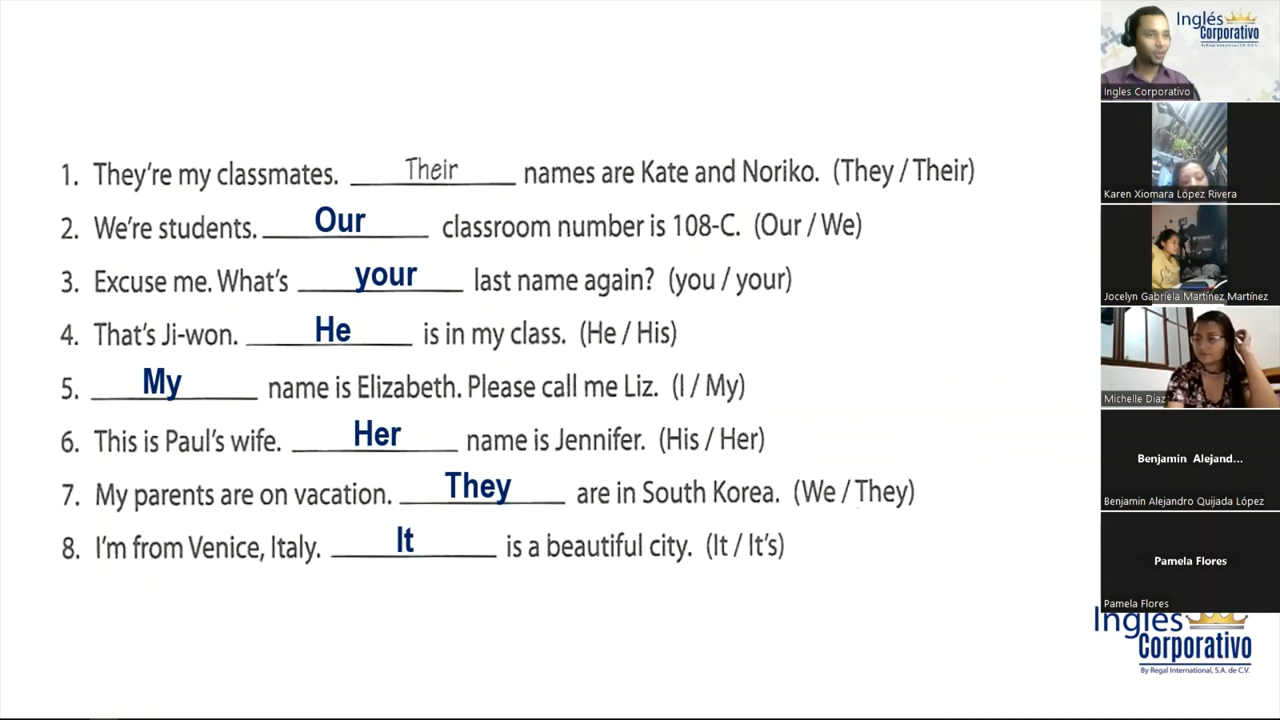 1. They're my classmates. Their names are Kate and Noriko. (They / Their)
2. We're students. Our classroom number is 108-C. (Our / We)
3. Excuse me. What's your last name again? (you / your)
4. That's Ji-won. He is in my class. (He / His)
5. My name is Elizabeth. Please call me Liz. (I / My)
6. This is Paul's wife. Her name is Jennifer. (His / Her)
7. My parents are on vacation. They are in South Korea. (We / They)
8. I'm from Venice, Italy. It is a beautiful city. (It / It's)
Inglés
Corporativo
By Regal International, S.A. de C.V.
Ingles Corporativo
Karen Xiomara López Rivera
Jocelyn Gabriela Martínez Martínez
Michelle Diaz
Benjamin Alejand...
Benjamin Alejandro Quijada López
Pamela Flores
Pamela Flores
Inglés
Corporativo
By Regal International, S.A. de C.V.